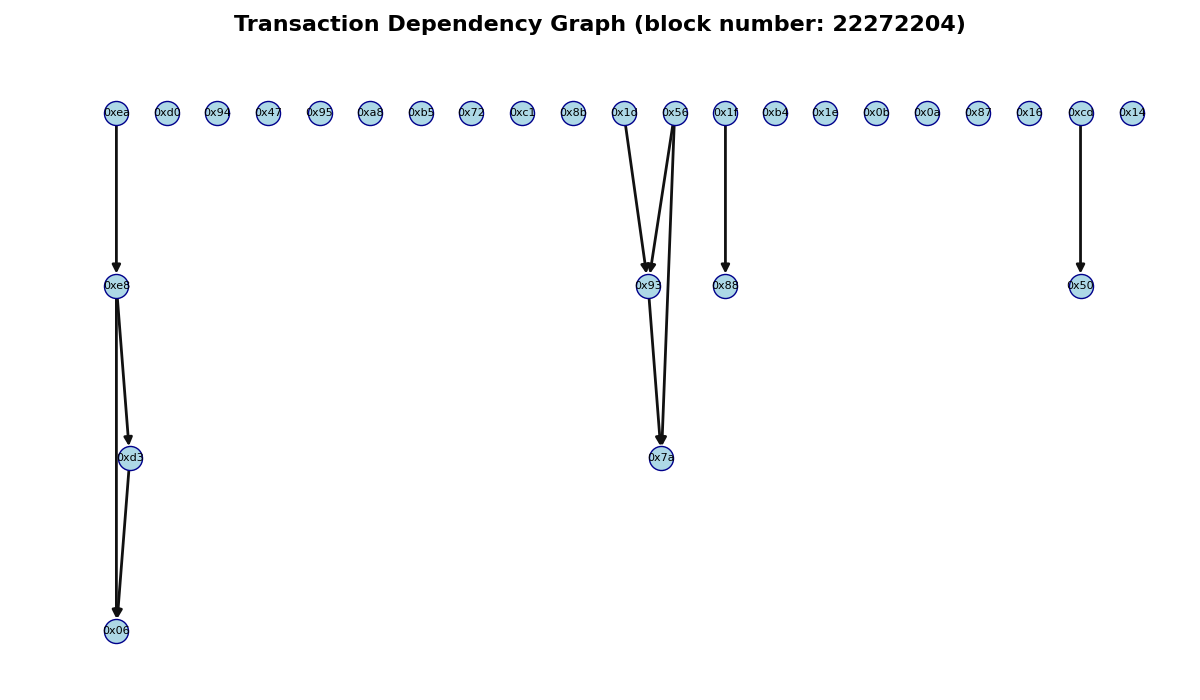 Transaction Dependency Graph (block number: 22272204)
0xea 0xd0 0x94 0x47 0x95 0xa8 0xb5 0x72 0xc1 0x8b 0x1d 0x56 0x1f 0xb4 0x1e 0x0b 0x0a 0x87 0x16 0xcd 0x14
0xe8 0x93 0x88 0x50
0xd3 0x7a
0x06